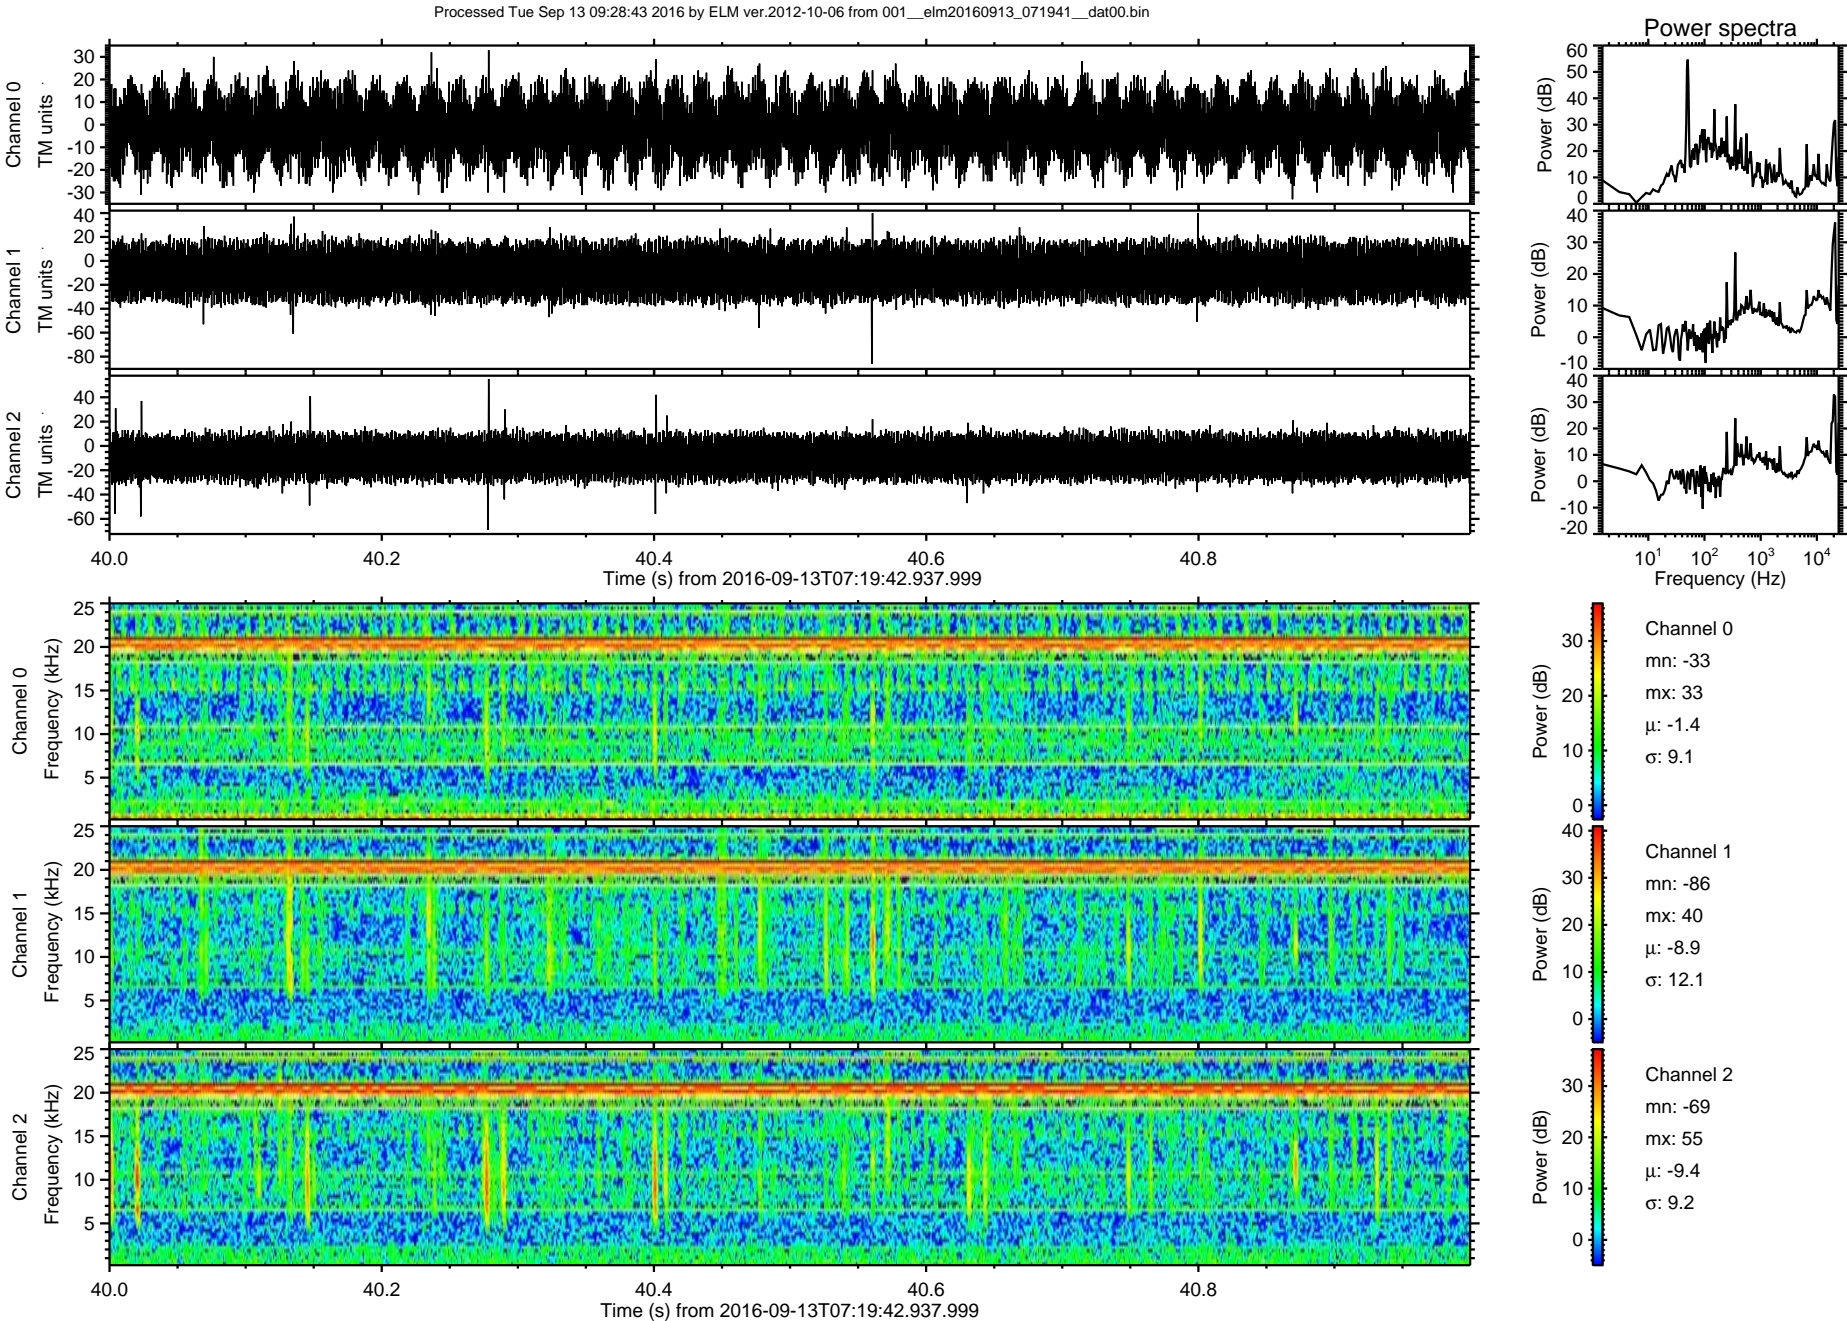 Processed Tue Sep 13 09:28:43 2016 by ELM ver.2012-10-06 from 001__elm20160913_071941__dat00.bin
Power spectra
Channel 0
TM units
30
20
10
0
-10
-20
-30
Power (dB)
60
50
40
30
20
10
0
Channel 1
TM units
40
20
0
-20
-40
-60
-80
Power (dB)
40
30
20
10
0
-10
Channel 2
TM units
40
20
0
-20
-40
-60
Power (dB)
40
30
20
10
0
-10
-20
40.0 40.2 40.4 40.6 40.8
Time (s) from 2016-09-13T07:19:42.937.999
10¹ 10² 10³ 10⁴
Frequency (Hz)
Channel 0
Frequency (kHz)
25
20
15
10
5
Power (dB)
30
20
10
0
Channel 0
mn: -33
mx: 33
μ: -1.4
σ: 9.1
Channel 1
Frequency (kHz)
25
20
15
10
5
Power (dB)
40
30
20
10
0
Channel 1
mn: -86
mx: 40
μ: -8.9
σ: 12.1
Channel 2
Frequency (kHz)
25
20
15
10
5
Power (dB)
30
20
10
0
Channel 2
mn: -69
mx: 55
μ: -9.4
σ: 9.2
40.0 40.2 40.4 40.6 40.8
Time (s) from 2016-09-13T07:19:42.937.999